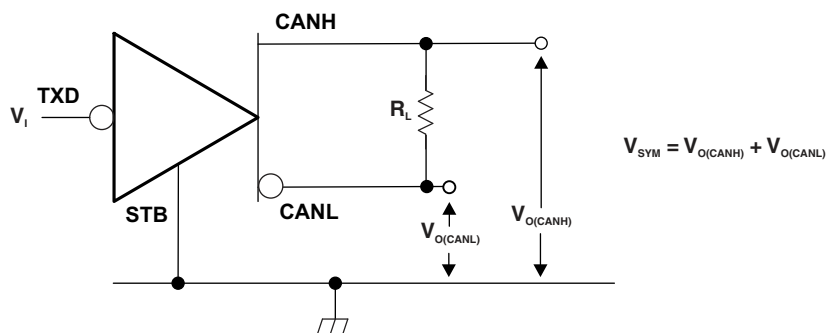 CANH
TXD
V_I
R_L
V_SYM = V_O(CANH) + V_O(CANL)
STB
CANL
V_O(CANL)
V_O(CANH)